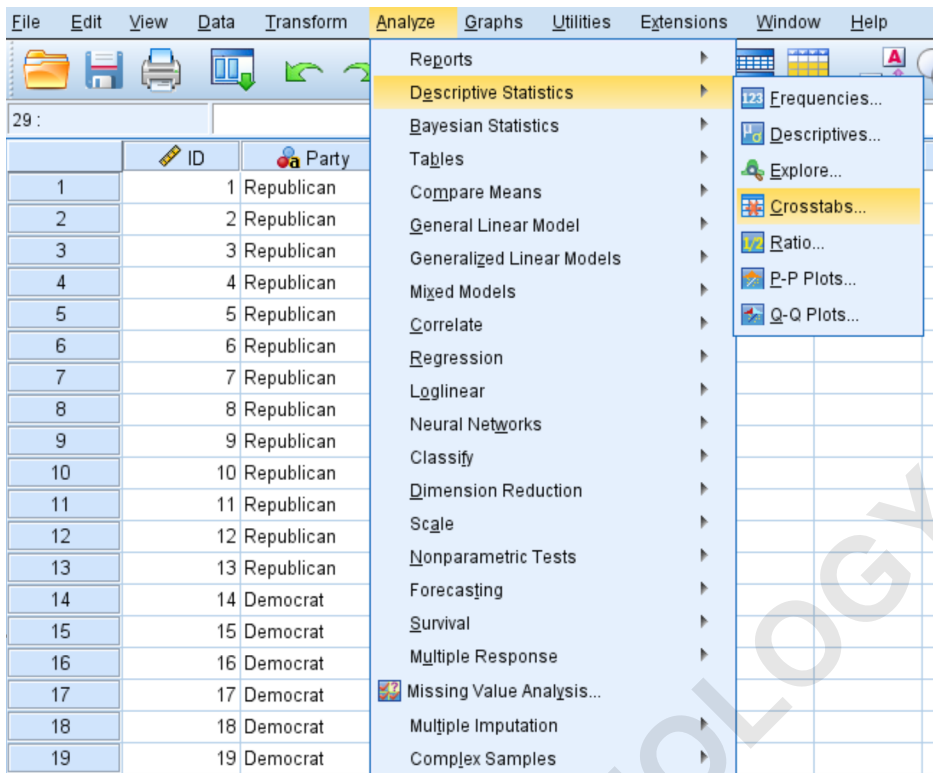 File Edit View Data Transform Analyze Graphs Utilities Extensions Window Help
29 :
ID Party
1 1 Republican
2 2 Republican
3 3 Republican
4 4 Republican
5 5 Republican
6 6 Republican
7 7 Republican
8 8 Republican
9 9 Republican
10 10 Republican
11 11 Republican
12 12 Republican
13 13 Republican
14 14 Democrat
15 15 Democrat
16 16 Democrat
17 17 Democrat
18 18 Democrat
19 19 Democrat
Reports
Descriptive Statistics
Bayesian Statistics
Tables
Compare Means
General Linear Model
Generalized Linear Models
Mixed Models
Correlate
Regression
Loglinear
Neural Networks
Classify
Dimension Reduction
Scale
Nonparametric Tests
Forecasting
Survival
Multiple Response
Missing Value Analysis...
Multiple Imputation
Complex Samples
A
123 Frequencies...
Descriptives...
Explore...
Crosstabs...
1/2 Ratio...
P-P Plots...
Q-Q Plots...
OLOGY